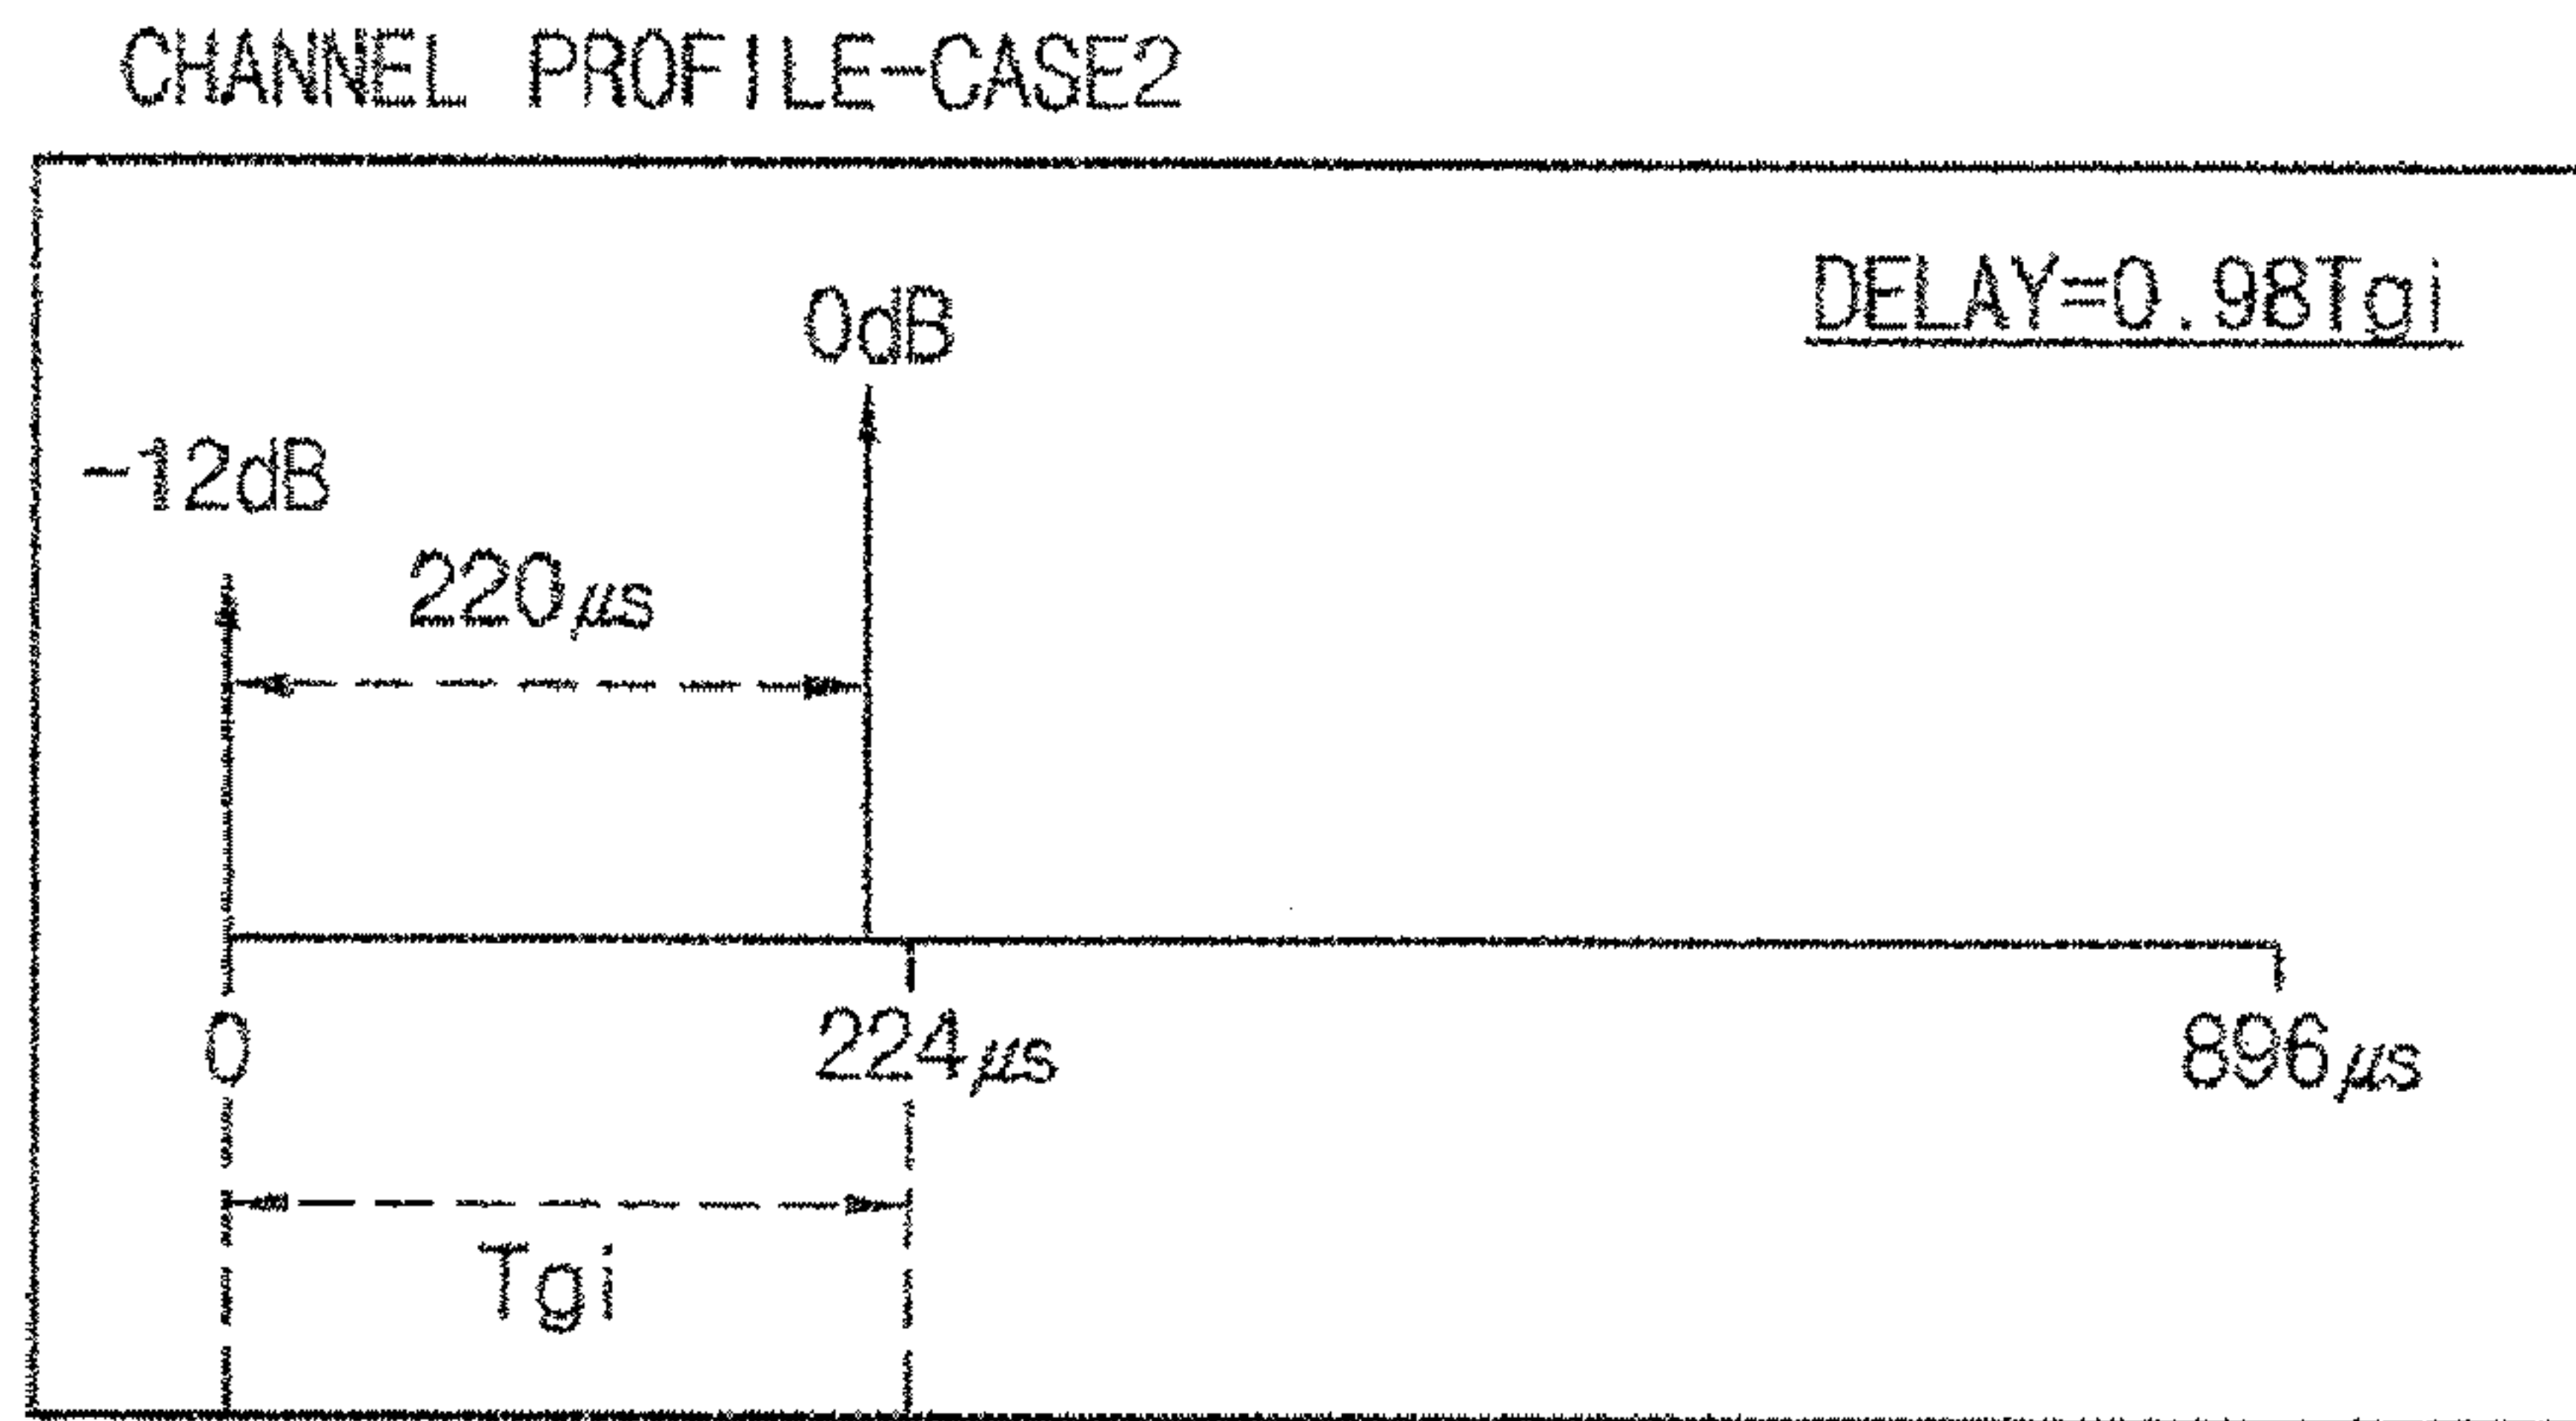 CHANNEL PROFILE-CASE2
DELAY=0.98Tgi
0dB
-12dB
220μs
0
224μs
896μs
Tgi